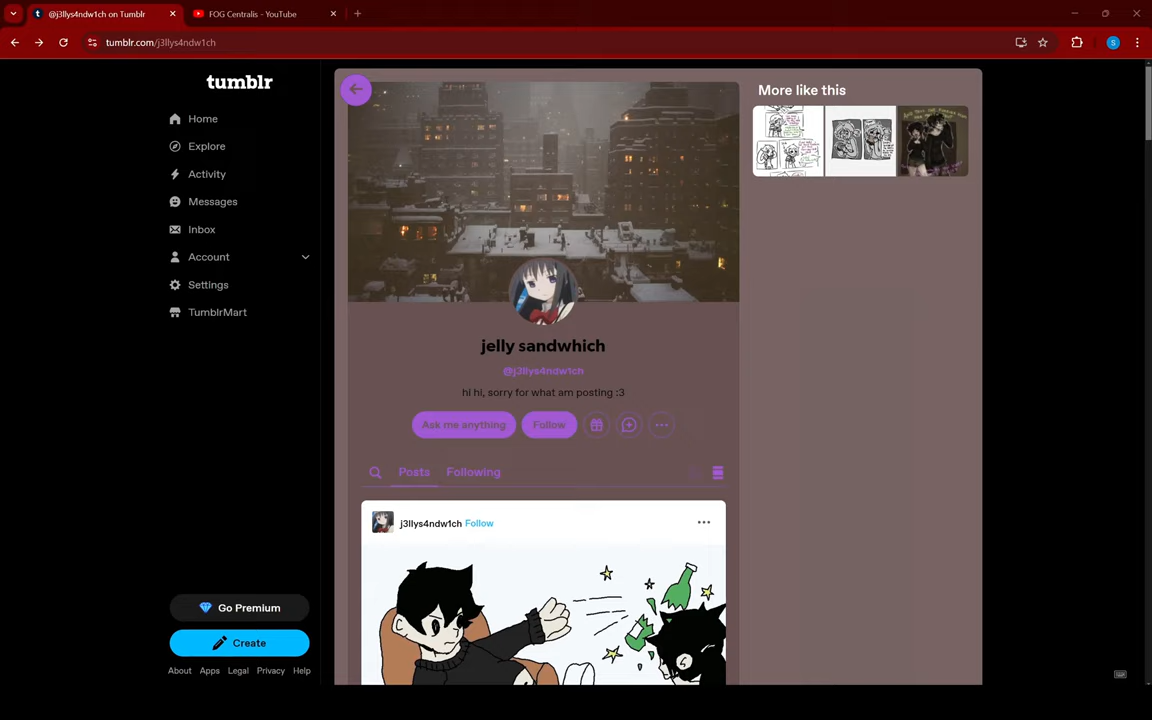 @j3llys4ndw1ch on Tumblr
FOG Centralis - YouTube
tumblr.com/j3llys4ndw1ch
S
tumblr
Home
Explore
Activity
Messages
Inbox
Account
Settings
TumblrMart
Go Premium
Create
About Apps Legal Privacy Help
jelly sandwhich
@j3llys4ndw1ch
hi hi, sorry for what am posting :3
Ask me anything
Follow
Posts
Following
j3llys4ndw1ch Follow
More like this